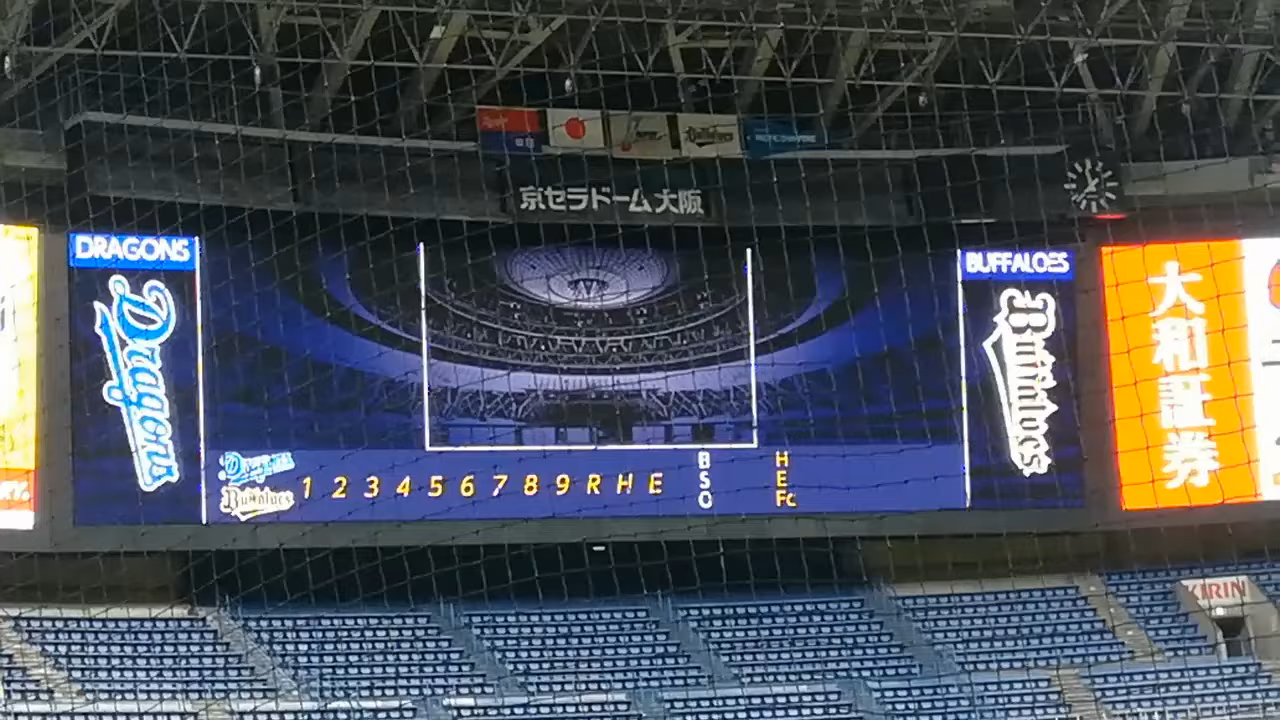 京セラドーム大阪
DRAGONS
Dragons
BUFFALOES
Buffaloes
大和証券
Dragons
Buffaloes
1 2 3 4 5 6 7 8 9 R H E
B
S
O
H
E
Fc
KIRIN
Buffaloes